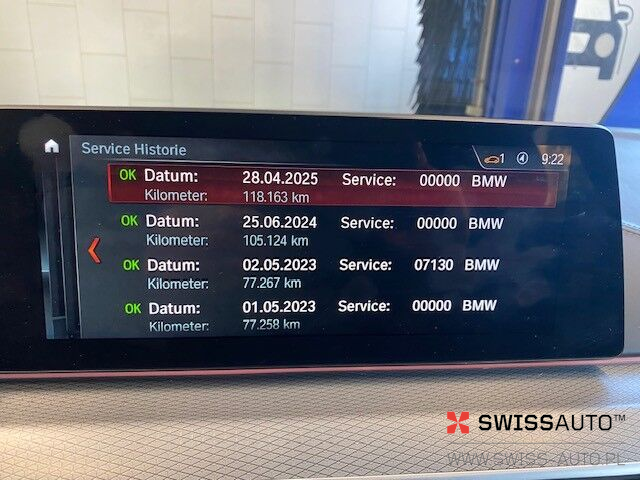 Service Historie
1
9:22
OK Datum: 28.04.2025 Service: 00000 BMW
Kilometer: 118.163 km
OK Datum: 25.06.2024 Service: 00000 BMW
Kilometer: 105.124 km
OK Datum: 02.05.2023 Service: 07130 BMW
Kilometer: 77.267 km
OK Datum: 01.05.2023 Service: 00000 BMW
Kilometer: 77.258 km
SWISSAUTO™
WWW.SWISS-AUTO.PL